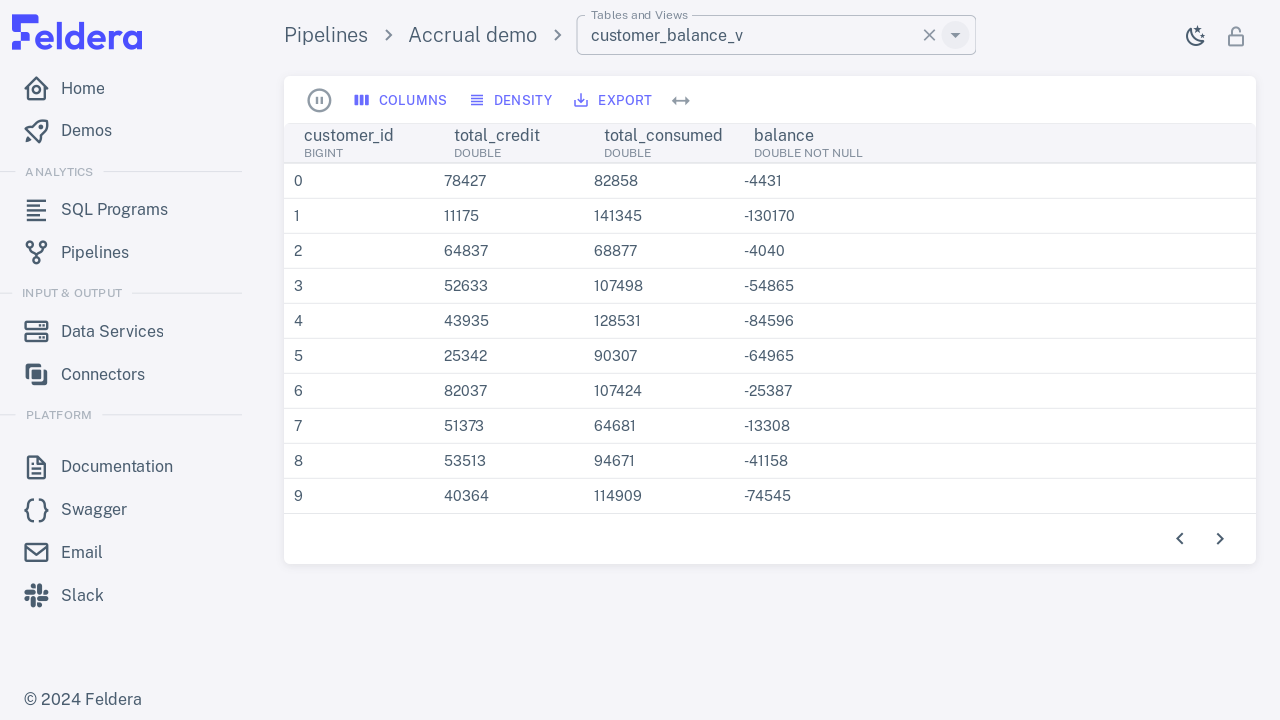 Feldera
Pipelines > Accrual demo >
Tables and Views
customer_balance_v
Home
Demos
ANALYTICS
SQL Programs
Pipelines
INPUT & OUTPUT
Data Services
Connectors
PLATFORM
Documentation
Swagger
Email
Slack
© 2024 Feldera
COLUMNS DENSITY EXPORT
customer_id total_credit total_consumed balance
BIGINT DOUBLE DOUBLE DOUBLE NOT NULL
0 78427 82858 -4431
1 11175 141345 -130170
2 64837 68877 -4040
3 52633 107498 -54865
4 43935 128531 -84596
5 25342 90307 -64965
6 82037 107424 -25387
7 51373 64681 -13308
8 53513 94671 -41158
9 40364 114909 -74545